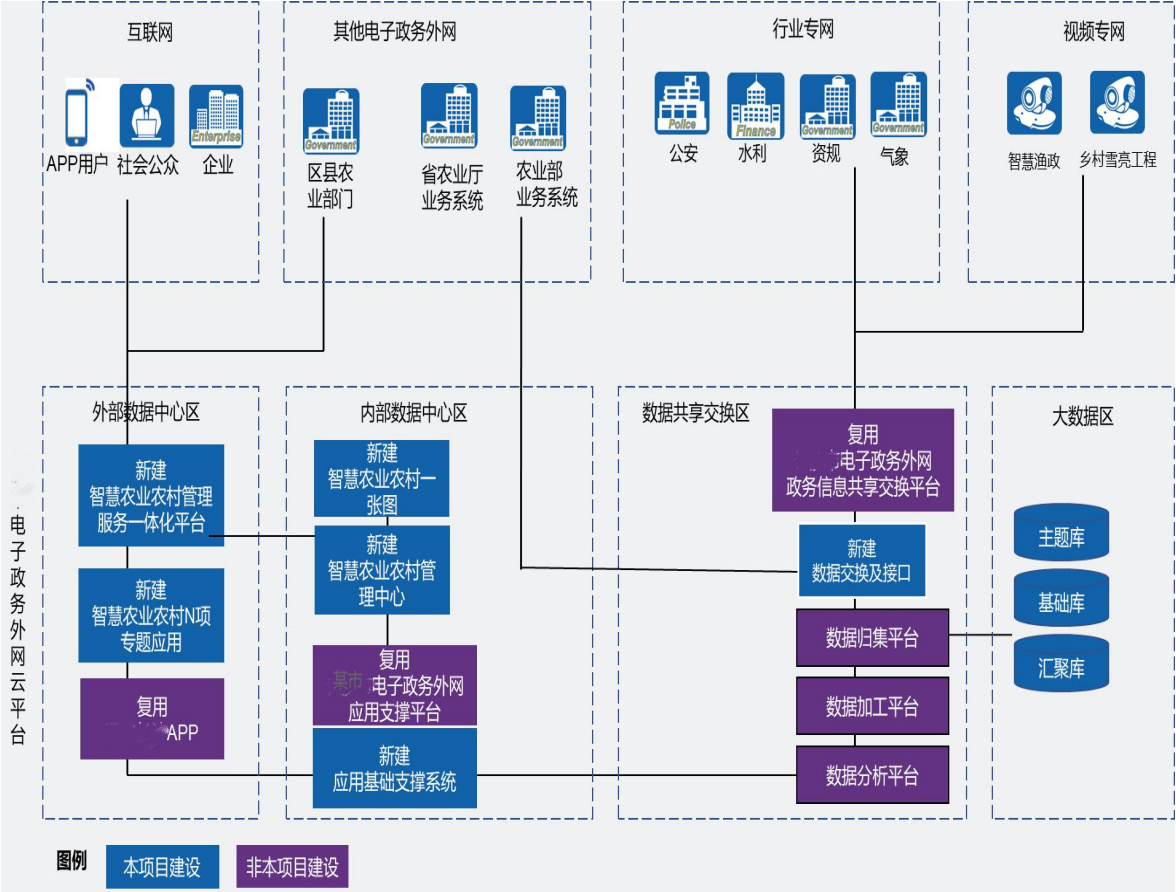 互联网
其他电子政务外网
行业专网
视频专网
Enterprise
Government
Government
Government
Police
Finance
Government
Government
APP用户
社会公众
企业
区县农
业部门
省农业厅
业务系统
农业部
业务系统
公安
水利
资规
气象
智慧渔政
乡村雪亮工程
外部数据中心区
内部数据中心区
数据共享交换区
大数据区
新建
智慧农业农村管理
服务一体化平台
新建
智慧农业农村N项
专题应用
复用
APP
新建
智慧农业农村一
张图
新建
智慧农业农村管
理中心
复用
某市 电子政务外网
应用支撑平台
新建
应用基础支撑系统
复用
市电子政务外网
政务信息共享交换平台
新建
数据交换及接口
数据归集平台
数据加工平台
数据分析平台
主题库
基础库
汇聚库
电子政务外网云平台
图例
本项目建设
非本项目建设